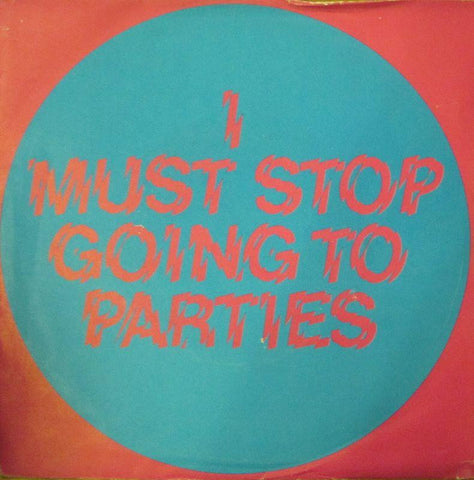 I
MUST STOP
GOING TO
PARTIES